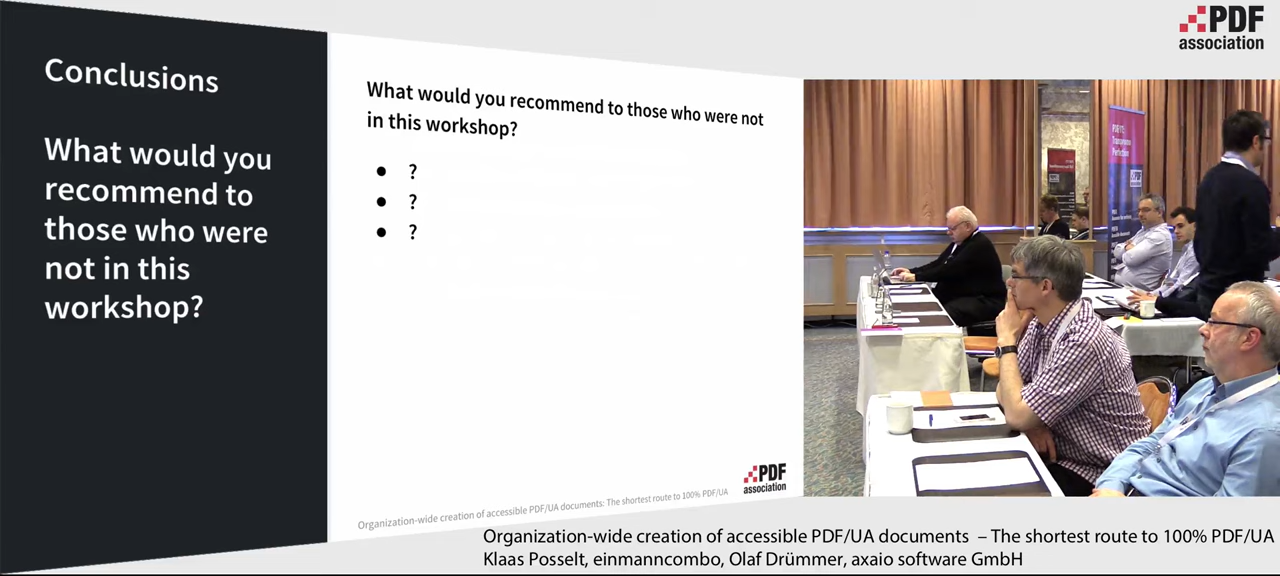 Conclusions
What would you
recommend to
those who were
not in this
workshop?
What would you recommend to those who were not
in this workshop?
● ?
● ?
● ?
Organization-wide creation of accessible PDF/UA documents: The shortest route to 100% PDF/UA
PDF
association
PDF
association
Organization-wide creation of accessible PDF/UA documents – The shortest route to 100% PDF/UA
Klaas Posselt, einmanncombo, Olaf Drümmer, axaio software GmbH